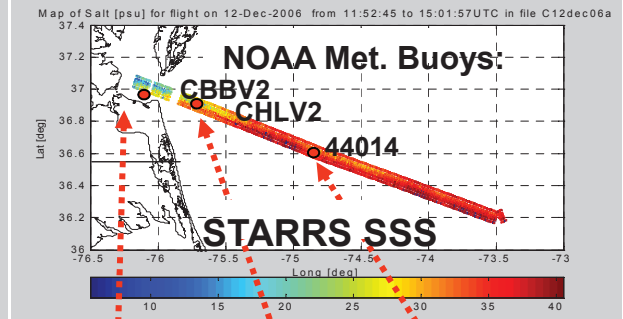 Map of Salt [psu] for flight on 12-Dec-2006 from 11:52:45 to 15:01:57UTC in file C12dec06a
37.4
NOAA Met. Buoys:
37.2
37
CBBV2
CHLV2
36.8
Lat [deg]
44014
36.6
36.4
36.2
STARRS SSS
36
-76.5 -76 -75.5 -75 -74.5 -74 -73.5 -73
Long [deg]
10 15 20 25 30 35 40